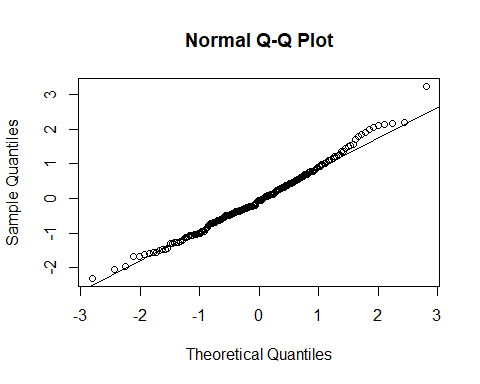 Normal Q-Q Plot
Sample Quantiles
3
2
1
0
-1
-2
-3 -2 -1 0 1 2 3
Theoretical Quantiles